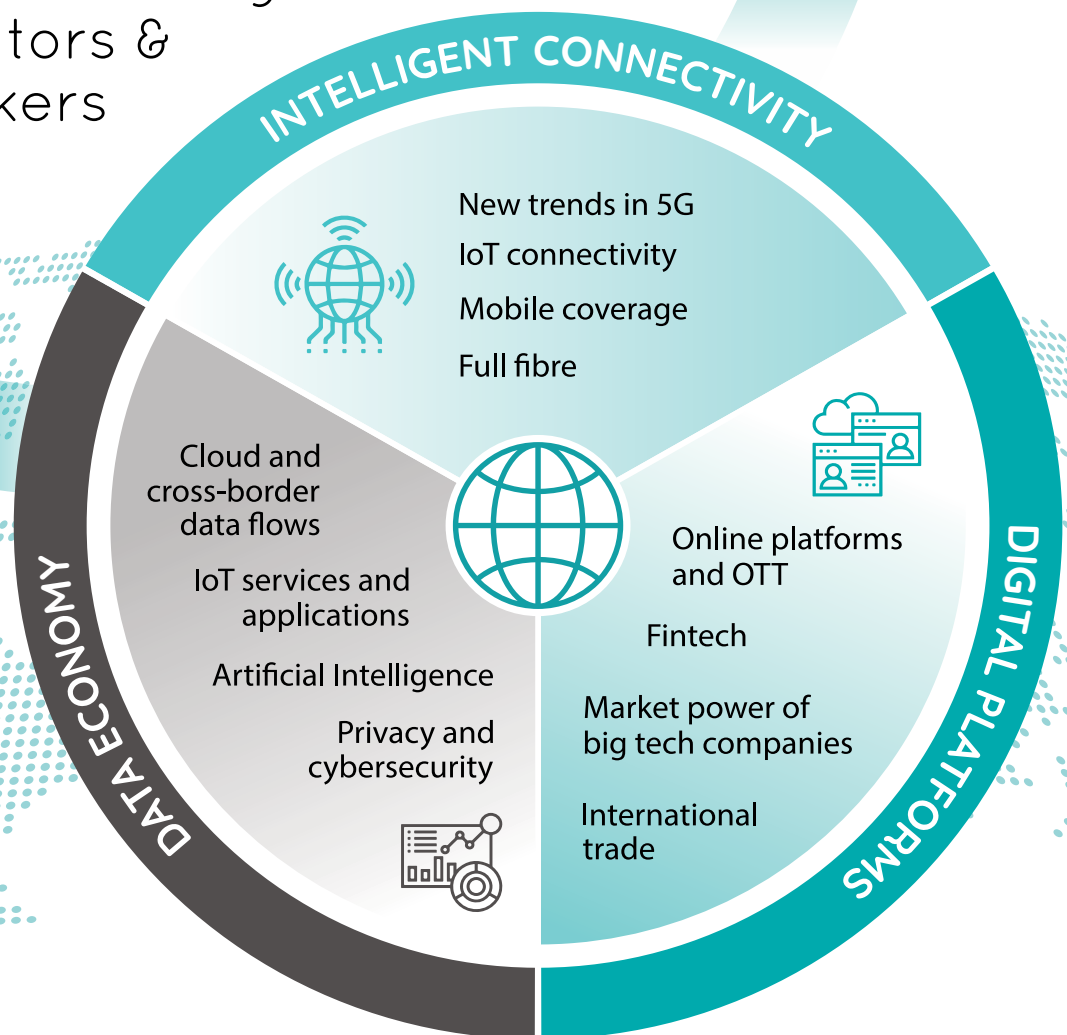 tors &
kers
INTELLIGENT CONNECTIVITY
New trends in 5G
IoT connectivity
Mobile coverage
Full fibre
Cloud and
cross-border
data flows
IoT services and
applications
Artificial Intelligence
Privacy and
cybersecurity
DATA ECONOMY
Online platforms
and OTT
Fintech
Market power of
big tech companies
International
trade
DIGITAL PLATFORMS